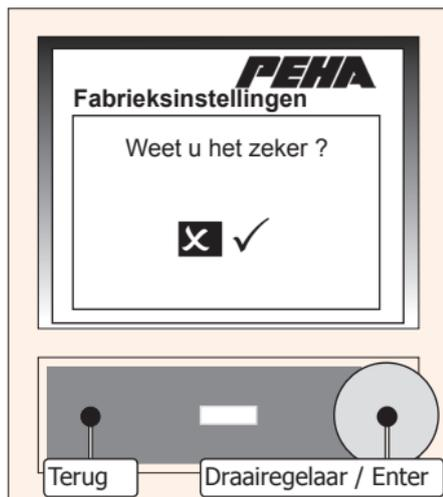 PEHA
Fabrieksinstellingen
Weet u het zeker ?
Terug
Draairegelaar / Enter